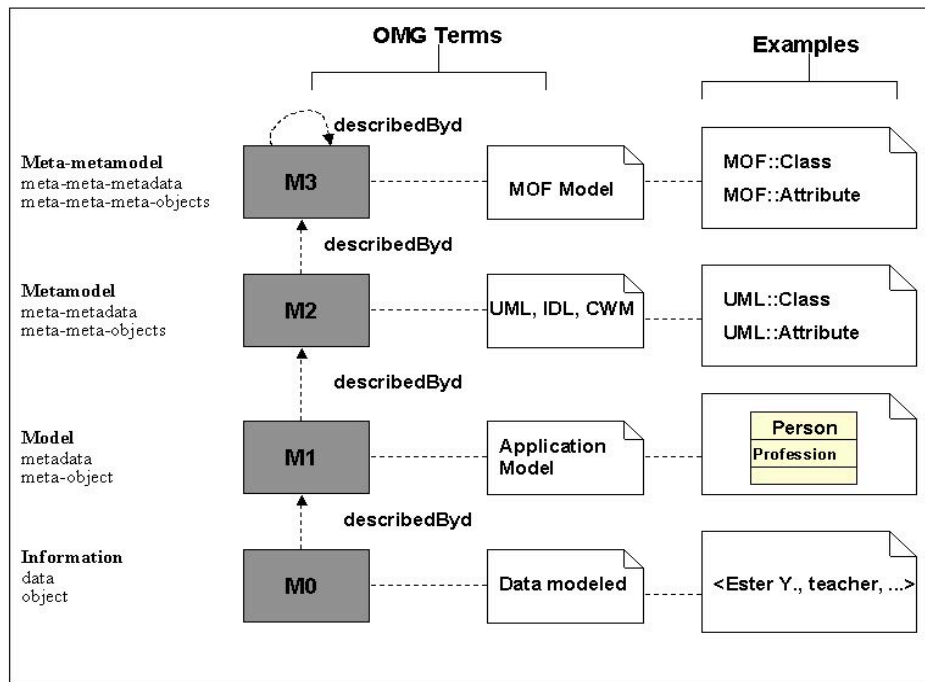 OMG Terms
Examples
describedByd
Meta-metamodel
meta-meta-metadata
meta-meta-meta-objects
M3
MOF Model
MOF::Class
MOF::Attribute
describedByd
Metamodel
meta-metadata
meta-meta-objects
M2
UML, IDL, CWM
UML::Class
UML::Attribute
describedByd
Model
metadata
meta-object
M1
Application
Model
Person
Profession
describedByd
Information
data
object
M0
Data modeled
<Ester Y., teacher, ...>